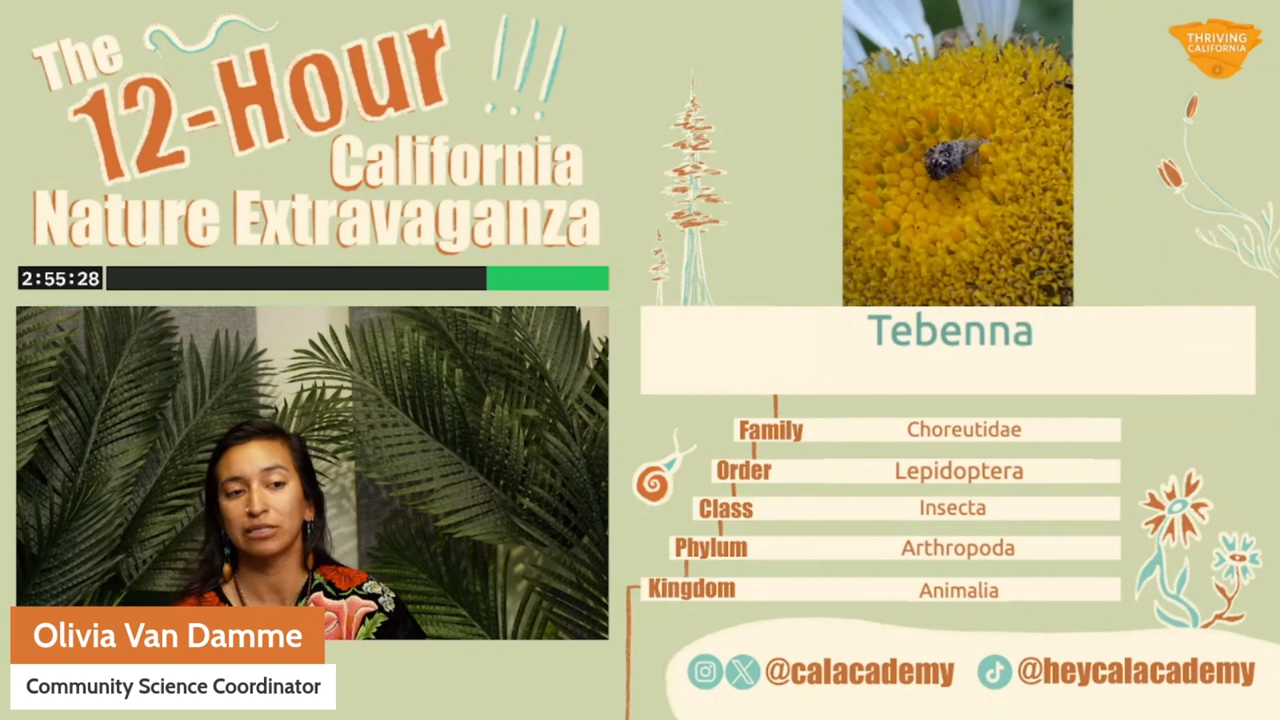 The
12-Hour !!!
California
Nature Extravaganza
2:55:28
Olivia Van Damme
Community Science Coordinator
THRIVING
CALIFORNIA
Tebenna
Family Choreutidae
Order Lepidoptera
Class Insecta
Phylum Arthropoda
Kingdom Animalia
@calacademy @heycalacademy